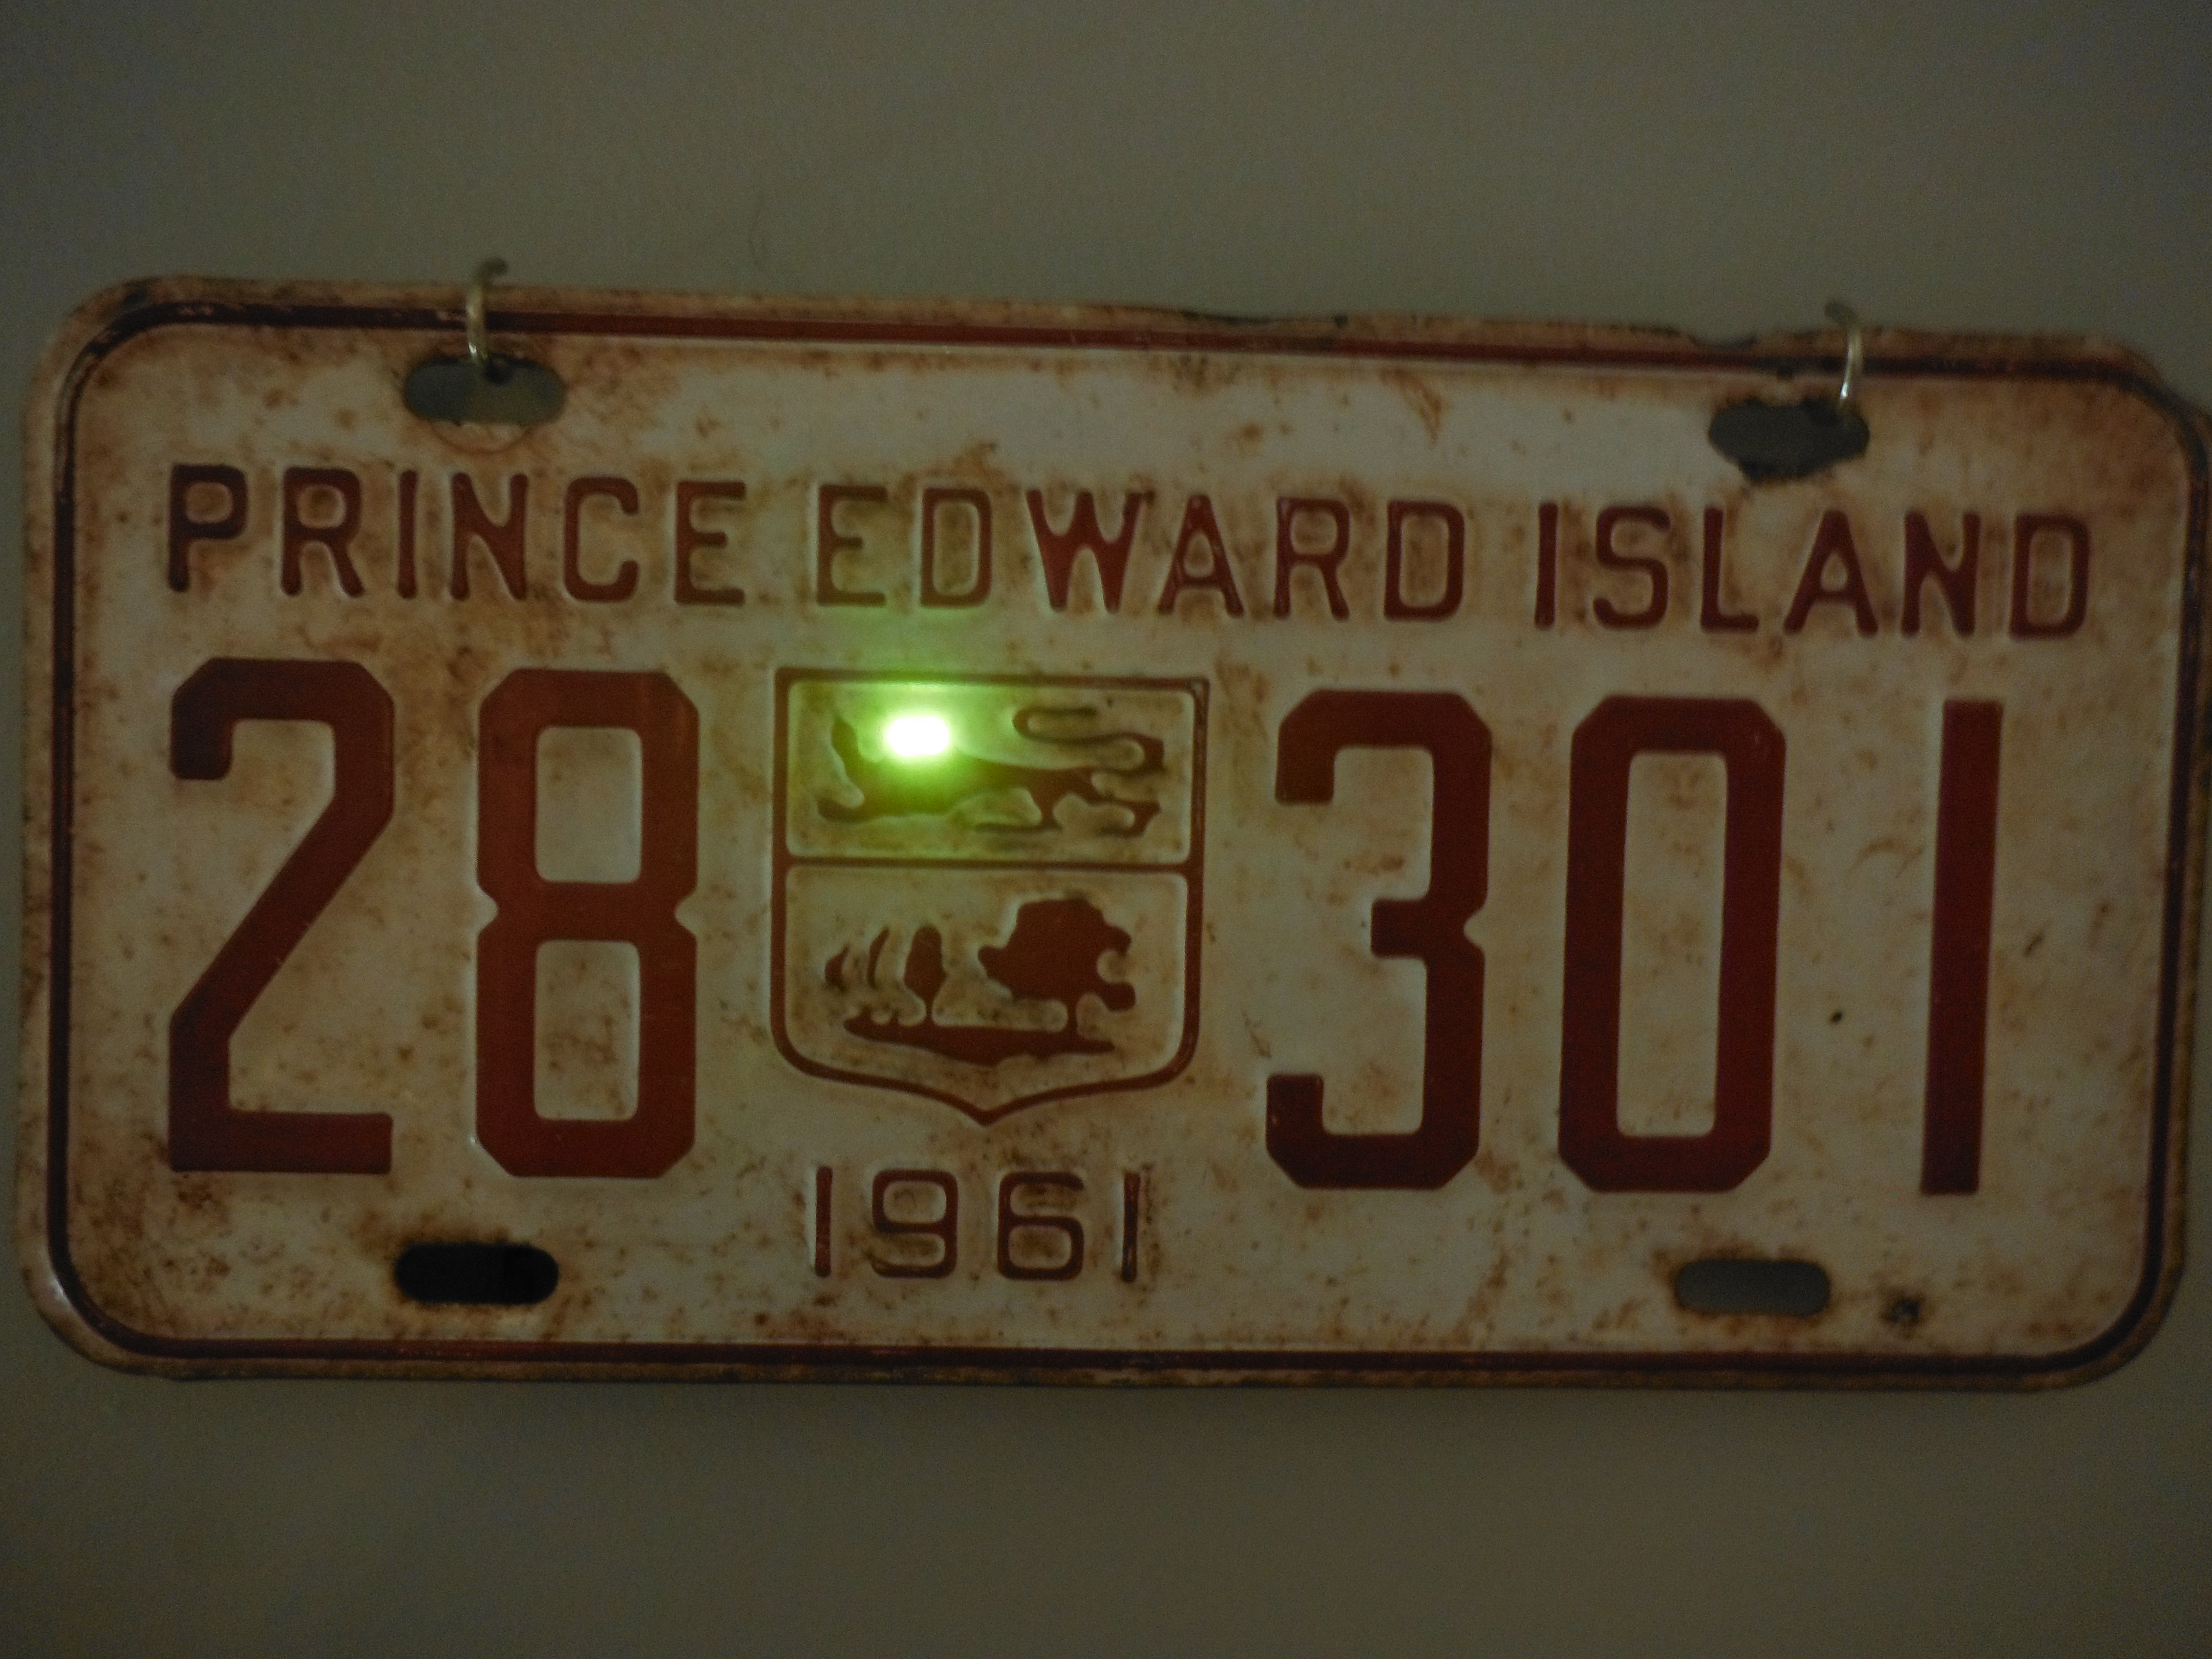 PRINCE EDWARD ISLAND
28 301
1961